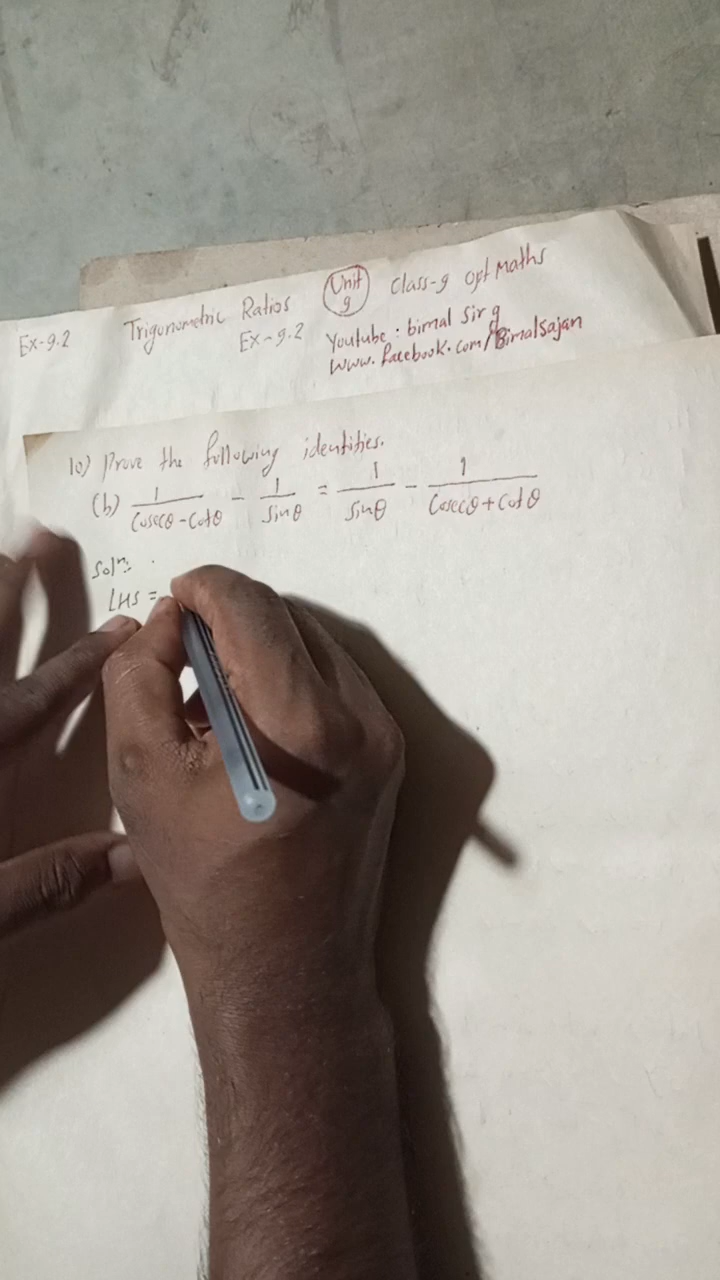 Ex-9.2 Trigonometric Ratios Unit 9 Class-9 opt maths
Ex-9.2 Youtube : bimal Sir g
www.facebook.com/Bimalsajan
10) Prove the following identities.
(b) 1/(Cosecθ - Cotθ) - 1/Sinθ = 1/Sinθ - 1/(Cosecθ + Cotθ)
Solⁿ:
LHS =